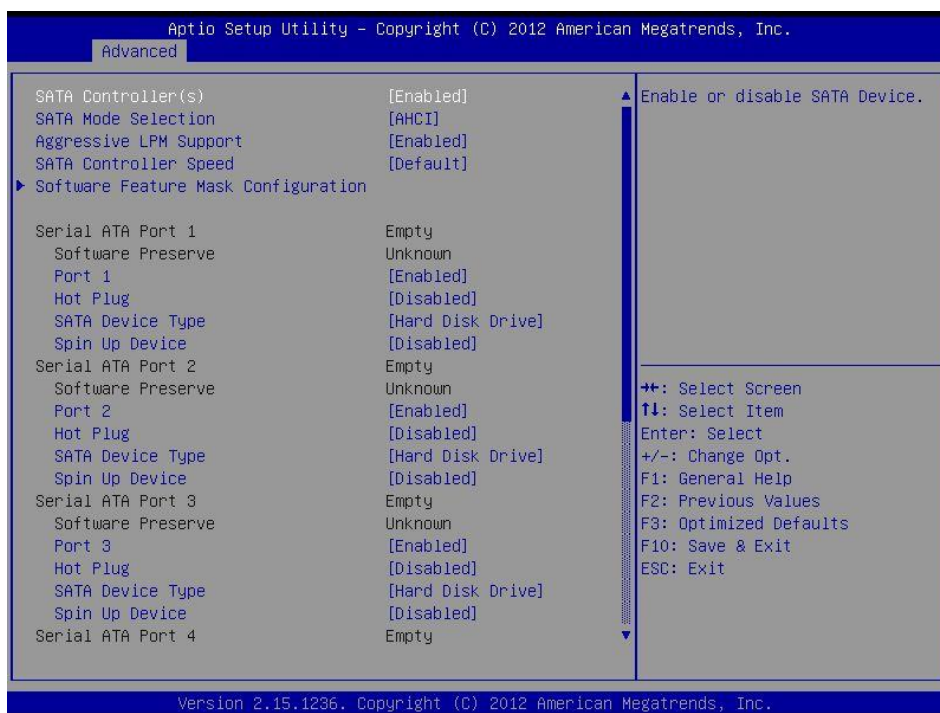 Aptio Setup Utility – Copyright (C) 2012 American Megatrends, Inc.
Advanced
SATA Controller(s) [Enabled]
SATA Mode Selection [AHCI]
Aggressive LPM Support [Enabled]
SATA Controller Speed [Default]
Software Feature Mask Configuration
Serial ATA Port 1 Empty
Software Preserve Unknown
Port 1 [Enabled]
Hot Plug [Disabled]
SATA Device Type [Hard Disk Drive]
Spin Up Device [Disabled]
Serial ATA Port 2 Empty
Software Preserve Unknown
Port 2 [Enabled]
Hot Plug [Disabled]
SATA Device Type [Hard Disk Drive]
Spin Up Device [Disabled]
Serial ATA Port 3 Empty
Software Preserve Unknown
Port 3 [Enabled]
Hot Plug [Disabled]
SATA Device Type [Hard Disk Drive]
Spin Up Device [Disabled]
Serial ATA Port 4 Empty
Enable or disable SATA Device.
→←: Select Screen
↑↓: Select Item
Enter: Select
+/-: Change Opt.
F1: General Help
F2: Previous Values
F3: Optimized Defaults
F10: Save & Exit
ESC: Exit
Version 2.15.1236. Copyright (C) 2012 American Megatrends, Inc.